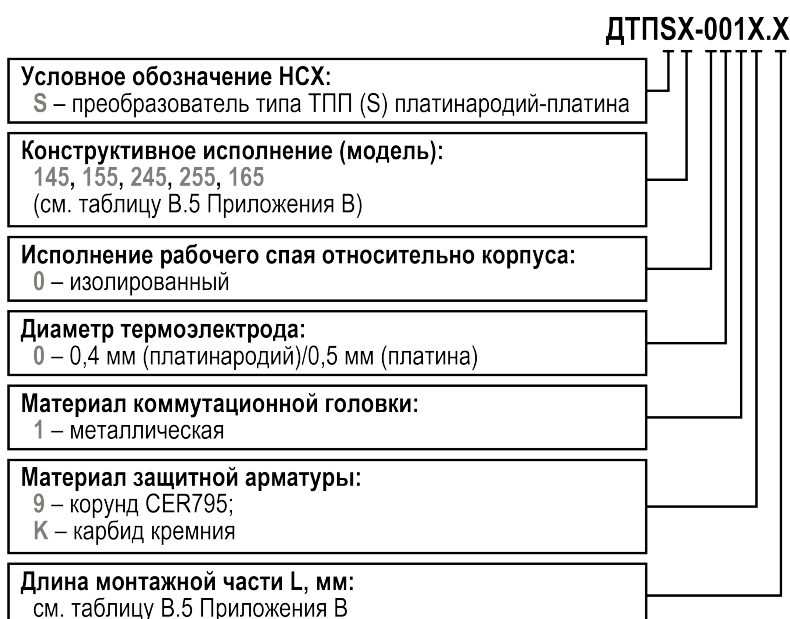 ДТПSX-001X.X
Условное обозначение НСХ:
S – преобразователь типа ТПП (S) платинародий-платина
Конструктивное исполнение (модель):
145, 155, 245, 255, 165
(см. таблицу В.5 Приложения В)
Исполнение рабочего спая относительно корпуса:
0 – изолированный
Диаметр термоэлектрода:
0 – 0,4 мм (платинародий)/0,5 мм (платина)
Материал коммутационной головки:
1 – металлическая
Материал защитной арматуры:
9 – корунд CER795;
K – карбид кремния
Длина монтажной части L, мм:
см. таблицу В.5 Приложения В